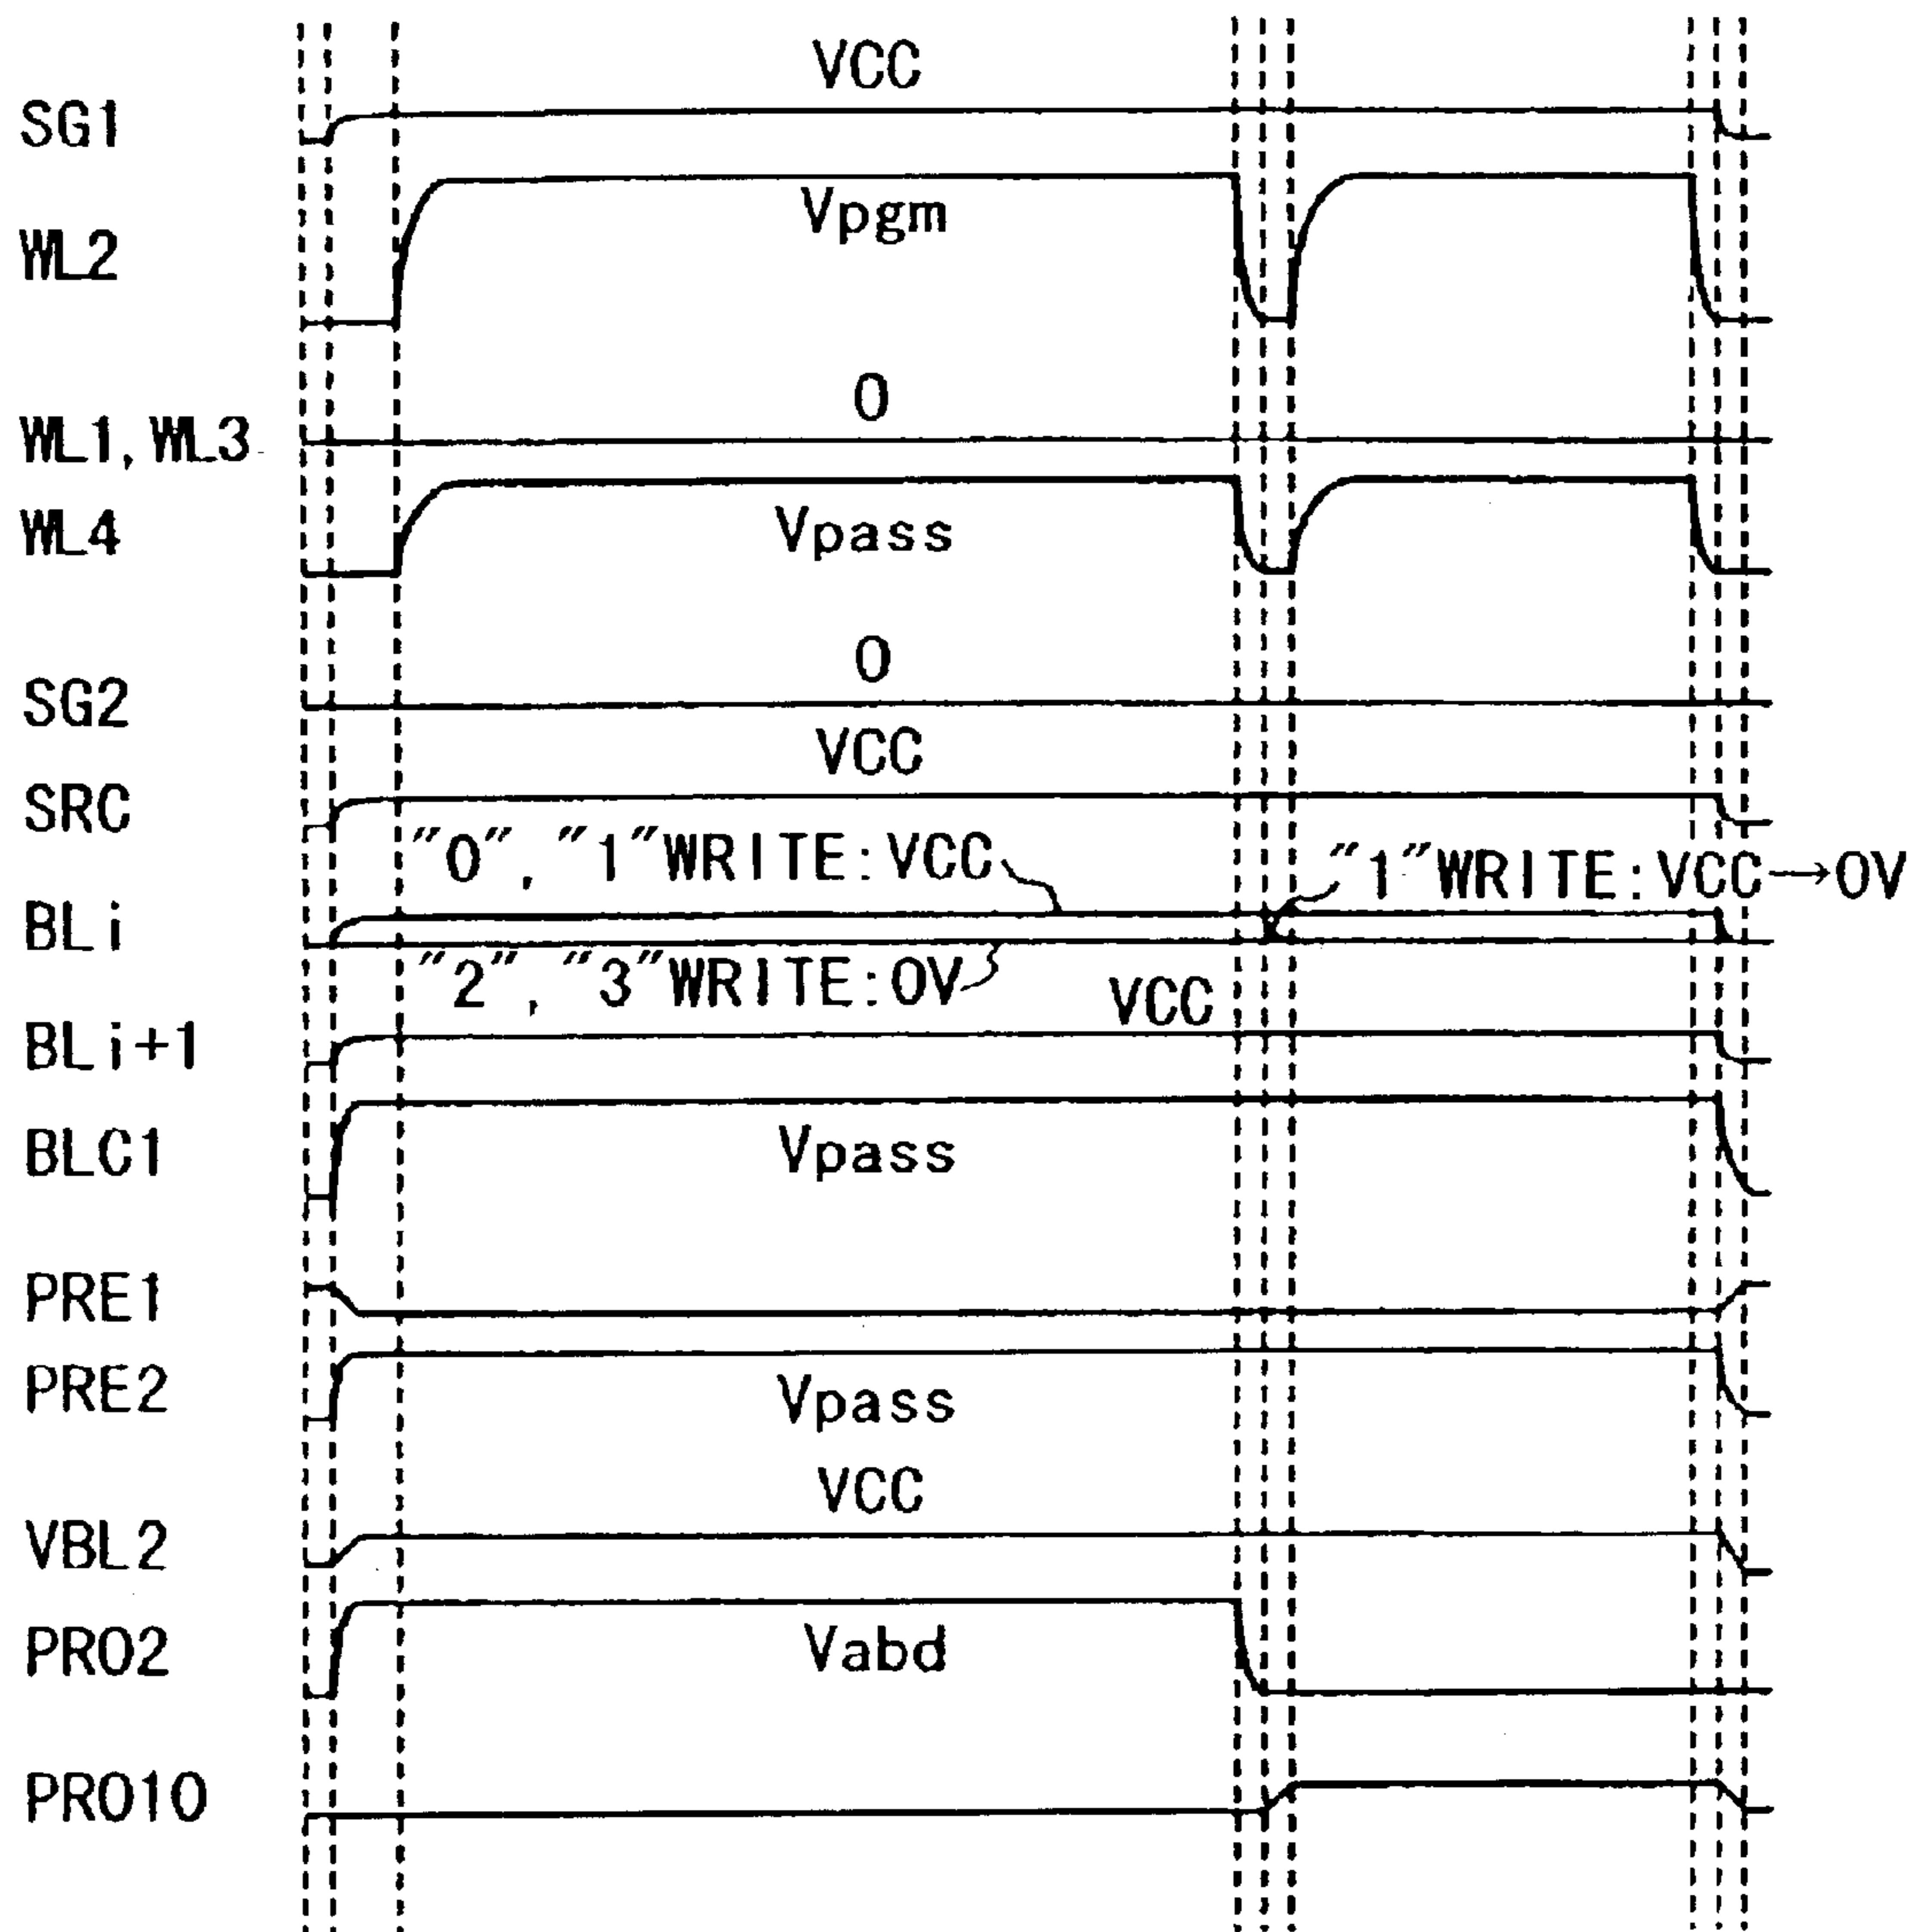 VCC
SG1
Vpgm
WL2
0
WL1, WL3
Vpass
WL4
0
SG2
VCC
SRC
"0", "1"WRITE:VCC
"1"WRITE:VCC→0V
BLi
"2", "3"WRITE:0V
VCC
BLi+1
Vpass
BLC1
PRE1
Vpass
PRE2
VCC
VBL2
Vabd
PRO2
PRO10